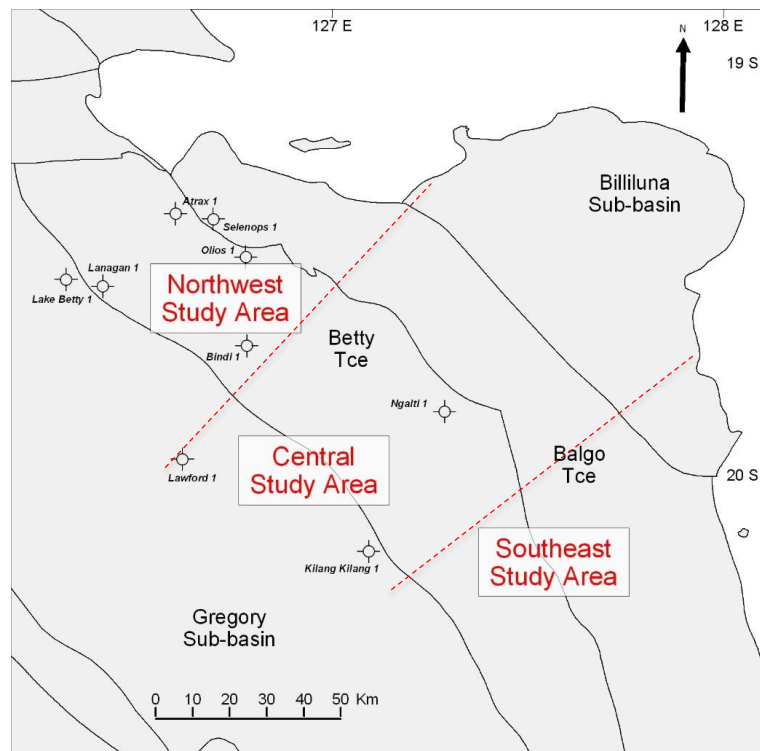 127 E
128 E
N
19 S
Billiluna
Sub-basin
Atrax 1
Selenops 1
Olios 1
Lanagan 1
Lake Betty 1
Northwest
Study Area
Betty
Tce
Bindi 1
Ngalti 1
Central
Study Area
Balgo
Tce
Lawford 1
20 S
Southeast
Study Area
Kilang Kilang 1
Gregory
Sub-basin
0 10 20 30 40 50 Km